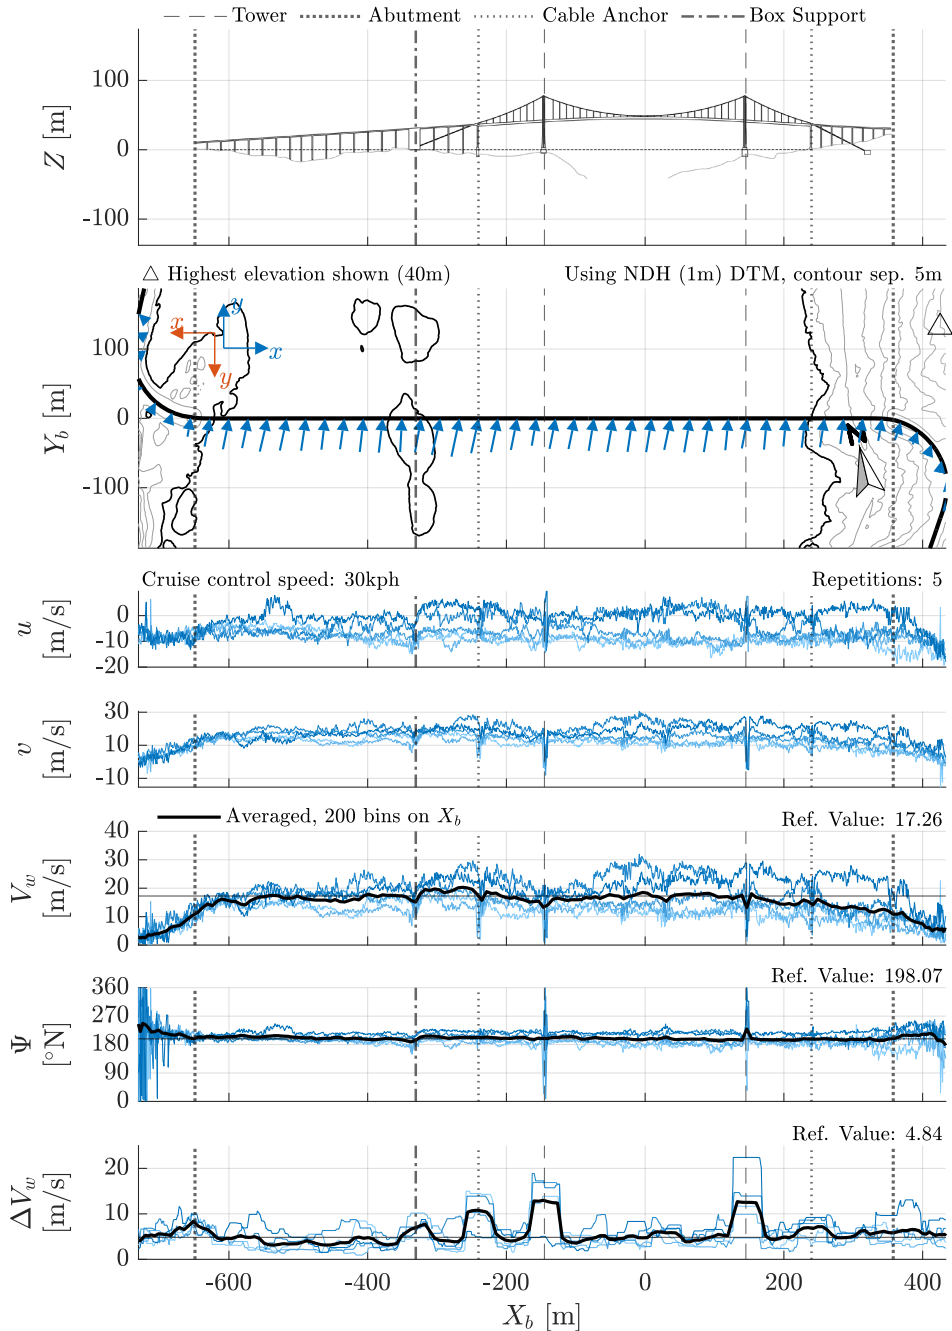 Tower Abutment Cable Anchor Box Support
Z [m]
100
0
-100
△ Highest elevation shown (40m) Using NDH (1m) DTM, contour sep. 5m
Y_b [m]
100
0
-100
y
x
x
y
Cruise control speed: 30kph Repetitions: 5
u [m/s]
0
-10
-20
v [m/s]
30
10
-10
Averaged, 200 bins on X_b Ref. Value: 17.26
V_w [m/s]
40
30
20
10
0
Ref. Value: 198.07
Ψ [°N]
360
270
180
90
0
Ref. Value: 4.84
ΔV_w [m/s]
20
10
0
-600 -400 -200 0 200 400
X_b [m]